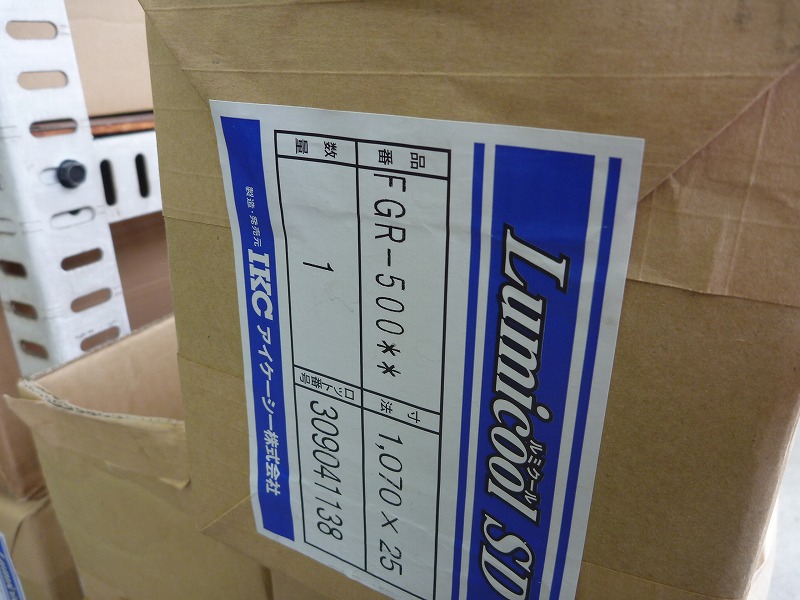 Lumicool SD
ルミクール
品番 FGR-500** 寸法 1,070 × 25
数量 1 ロット番号 309041138
製造・発売元 IKC アイケーシー株式会社